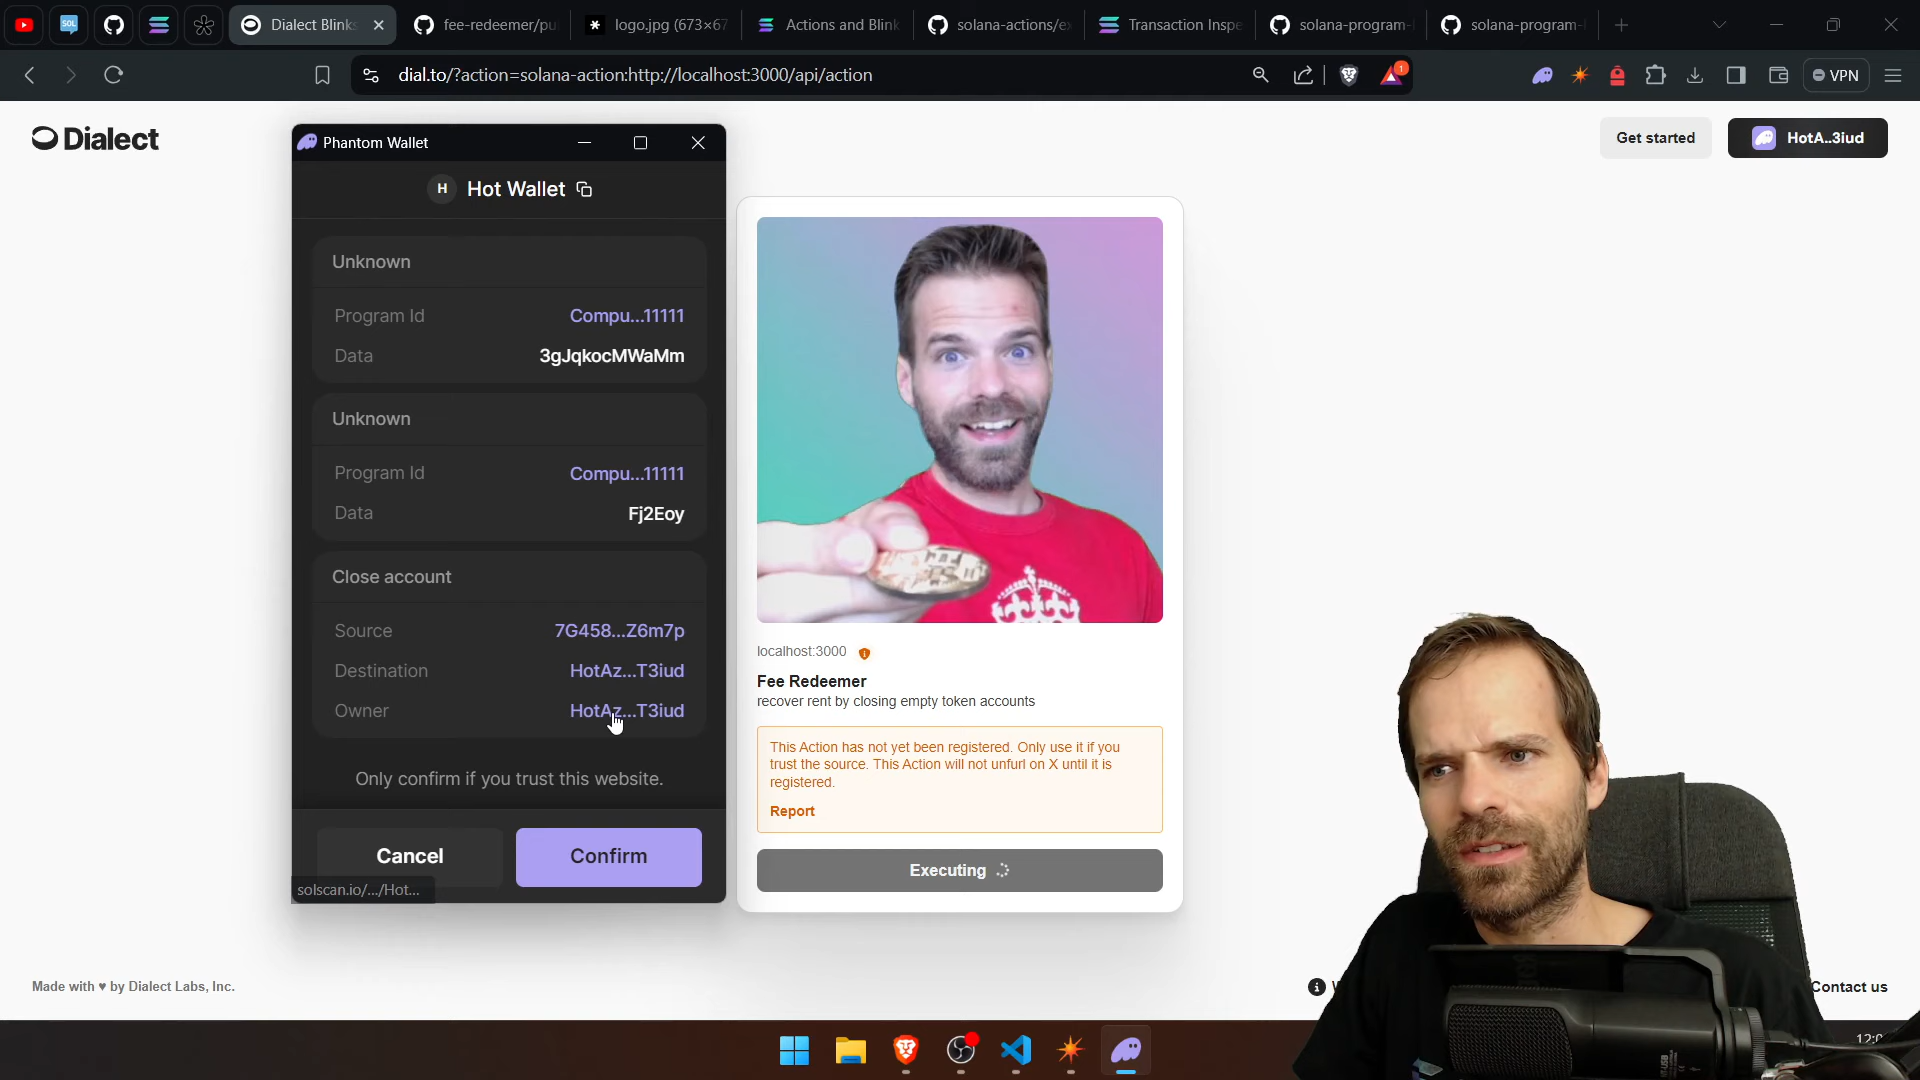 Dialect Blinks
fee-redeemer/pu
logo.jpg (673×67
Actions and Blink
solana-actions/ex
Transaction Inspe
solana-program-
solana-program-
dial.to/?action=solana-action:http://localhost:3000/api/action
1
VPN
Dialect
Get started
HotA..3iud
Phantom Wallet
H
Hot Wallet
Unknown
Program Id Compu...11111
Data 3gJqkocMWaMm
Unknown
Program Id Compu...11111
Data Fj2Eoy
Close account
Source 7G458...Z6m7p
Destination HotAz...T3iud
Owner HotAz...T3iud
Only confirm if you trust this website.
Cancel
Confirm
solscan.io/.../Hot...
localhost:3000
Fee Redeemer
recover rent by closing empty token accounts
This Action has not yet been registered. Only use it if you
trust the source. This Action will not unfurl on X until it is
registered.
Report
Executing
Made with ♥ by Dialect Labs, Inc.
Contact us